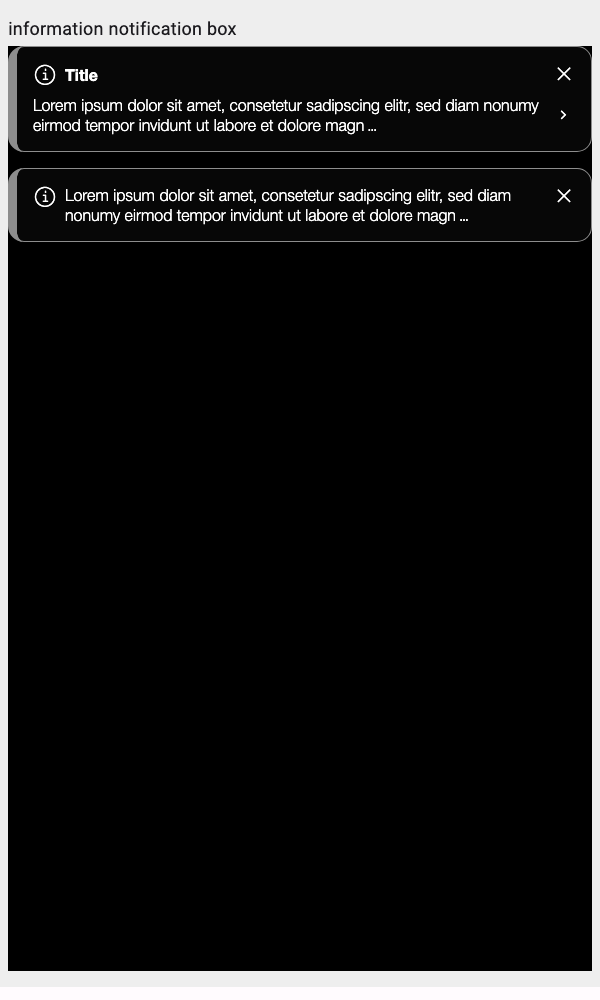 information notification box
Title
Lorem ipsum dolor sit amet, consetetur sadipscing elitr, sed diam nonumy
eirmod tempor invidunt ut labore et dolore magn ...
Lorem ipsum dolor sit amet, consetetur sadipscing elitr, sed diam
nonumy eirmod tempor invidunt ut labore et dolore magn ...